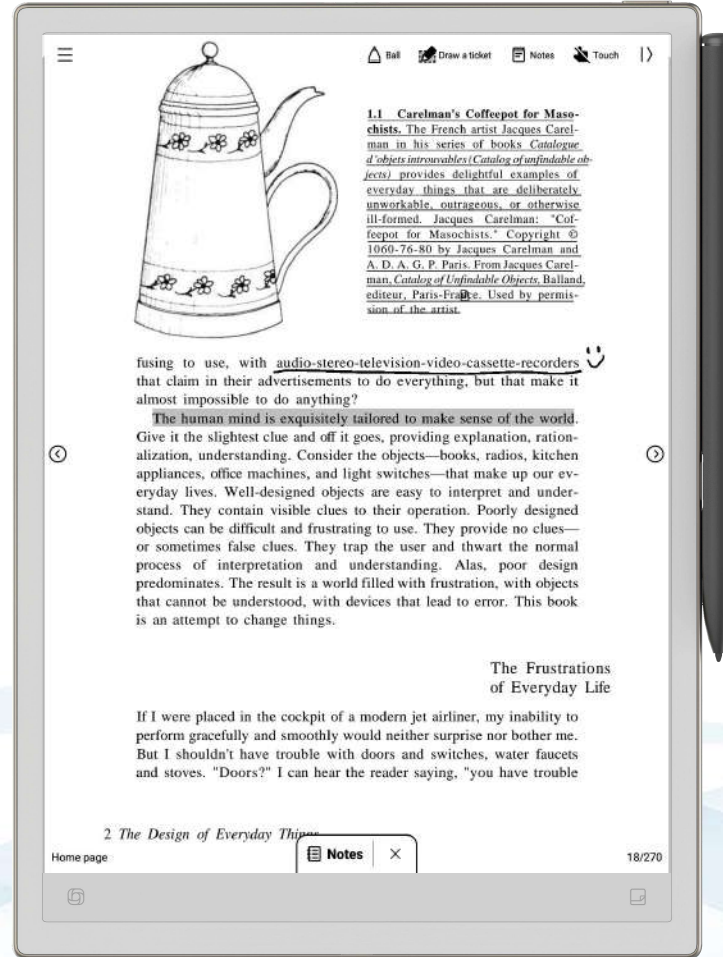 Ball Draw a ticket Notes Touch
1.1 Carelman's Coffeepot for Maso-
chists. The French artist Jacques Carel-
man in his series of books Catalogue
d'objets introuvables (Catalog of unfindable ob-
jects) provides delightful examples of
everyday things that are deliberately
unworkable, outrageous, or otherwise
ill-formed. Jacques Carelman: "Cof-
feepot for Masochists." Copyright ©
1060-76-80 by Jacques Carelman and
A. D. A. G. P. Paris. From Jacques Carel-
man, Catalog of Unfindable Objects, Balland,
editeur, Paris-France. Used by permis-
sion of the artist.
fusing to use, with audio-stereo-television-video-cassette-recorders
that claim in their advertisements to do everything, but that make it
almost impossible to do anything?
The human mind is exquisitely tailored to make sense of the world.
Give it the slightest clue and off it goes, providing explanation, ration-
alization, understanding. Consider the objects—books, radios, kitchen
appliances, office machines, and light switches—that make up our ev-
eryday lives. Well-designed objects are easy to interpret and under-
stand. They contain visible clues to their operation. Poorly designed
objects can be difficult and frustrating to use. They provide no clues—
or sometimes false clues. They trap the user and thwart the normal
process of interpretation and understanding. Alas, poor design
predominates. The result is a world filled with frustration, with objects
that cannot be understood, with devices that lead to error. This book
is an attempt to change things.
The Frustrations
of Everyday Life
If I were placed in the cockpit of a modern jet airliner, my inability to
perform gracefully and smoothly would neither surprise nor bother me.
But I shouldn't have trouble with doors and switches, water faucets
and stoves. "Doors?" I can hear the reader saying, "you have trouble
2 The Design of Everyday Things
Home page Notes 18/270